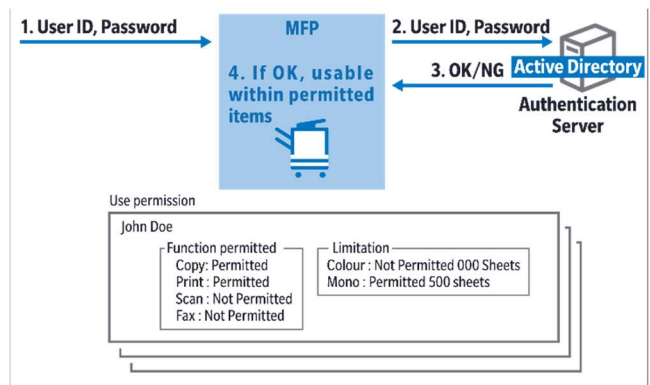 1. User ID, Password
MFP
2. User ID, Password
4. If OK, usable
within permitted
items
3. OK/NG
Active Directory
Authentication
Server
Use permission
John Doe
Function permitted
Copy: Permitted
Print : Permitted
Scan : Not Permitted
Fax : Not Permitted
Limitation
Colour : Not Permitted 000 Sheets
Mono : Permitted 500 sheets